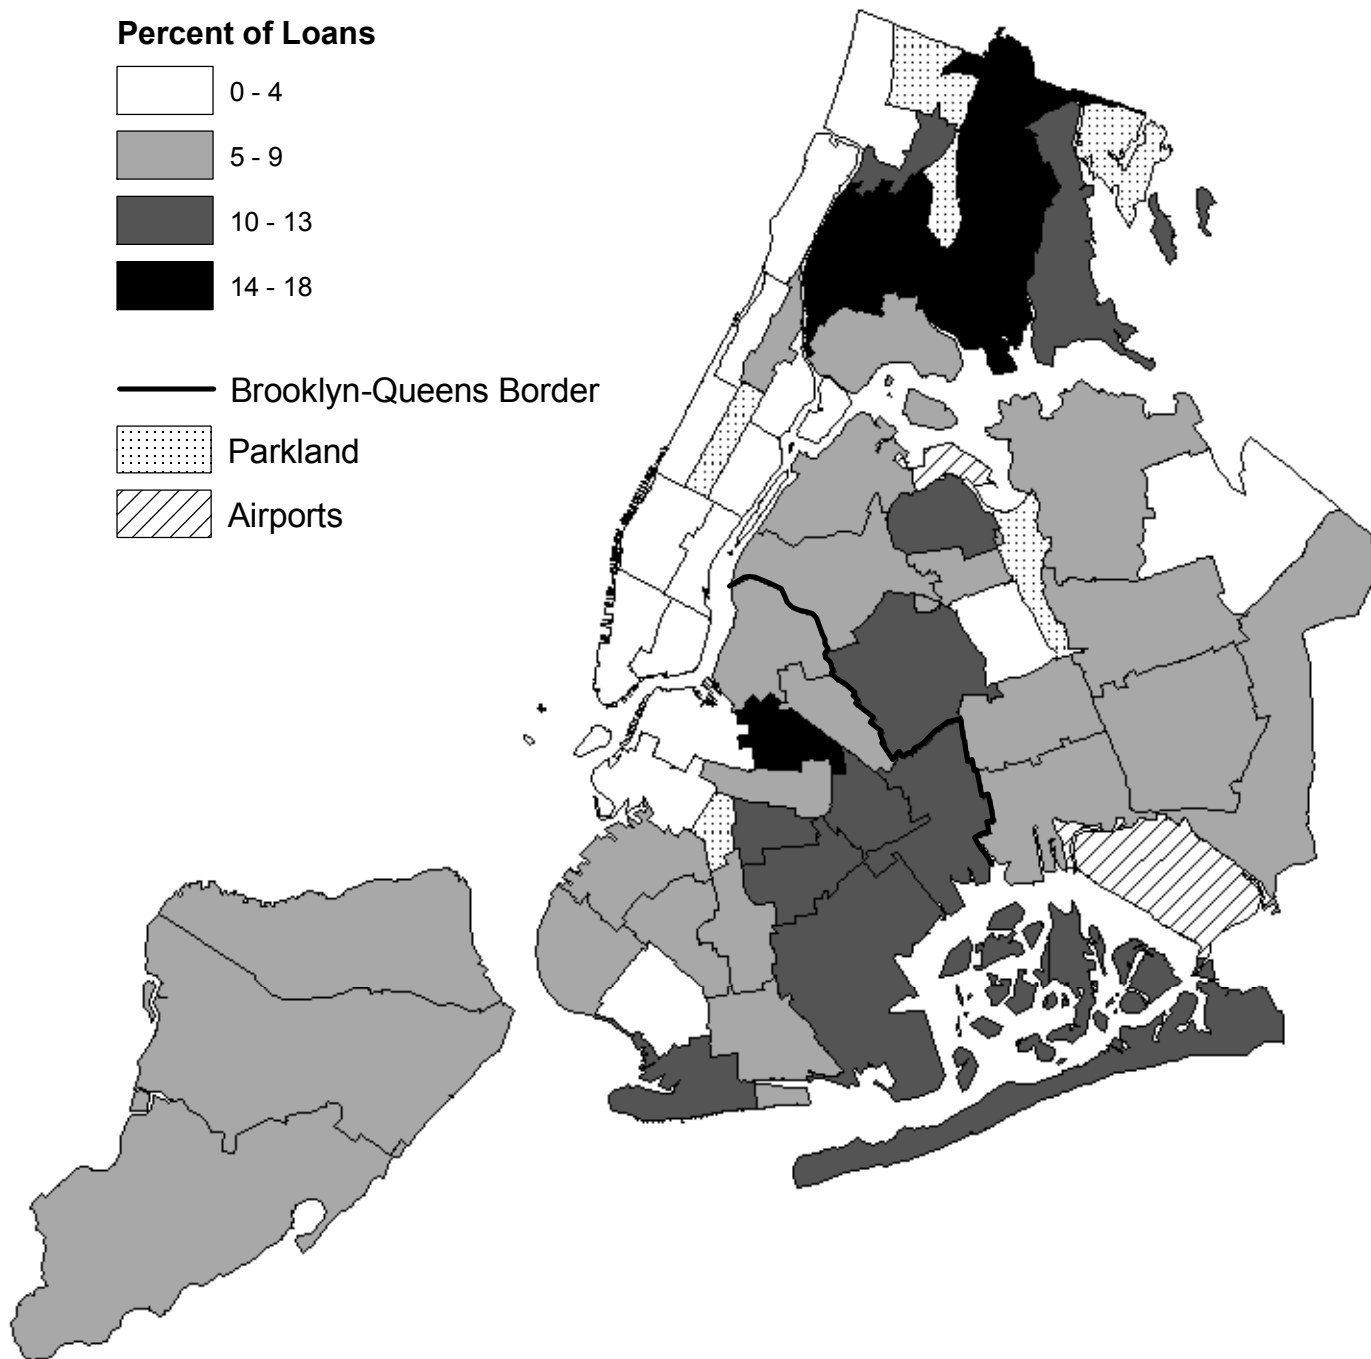 Percent of Loans
0 - 4
5 - 9
10 - 13
14 - 18
Brooklyn-Queens Border
Parkland
Airports